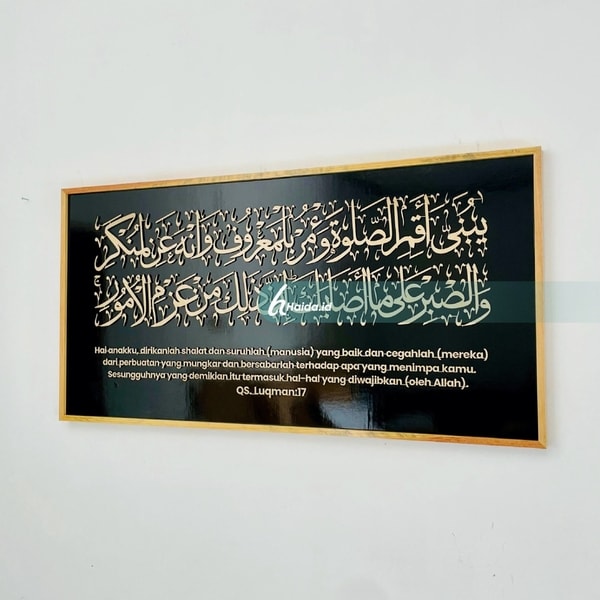 يٰبُنَيَّ أَقِمِ الصَّلٰوةَ وَأْمُرْ بِالْمَعْرُوفِ وَانْهَ عَنِ الْمُنْكَرِ
وَاصْبِرْ عَلٰى مَا أَصَابَكَ ذٰلِكَ مِنْ عَزْمِ الْأُمُورِ
Haida.id
Hai anakku, dirikanlah shalat dan suruhlah (manusia) yang baik dan cegahlah (mereka)
dari perbuatan yang mungkar dan bersabarlah terhadap apa yang menimpa kamu.
Sesungguhnya yang demikian itu termasuk hal-hal yang diwajibkan (oleh Allah).
QS. Luqman:17